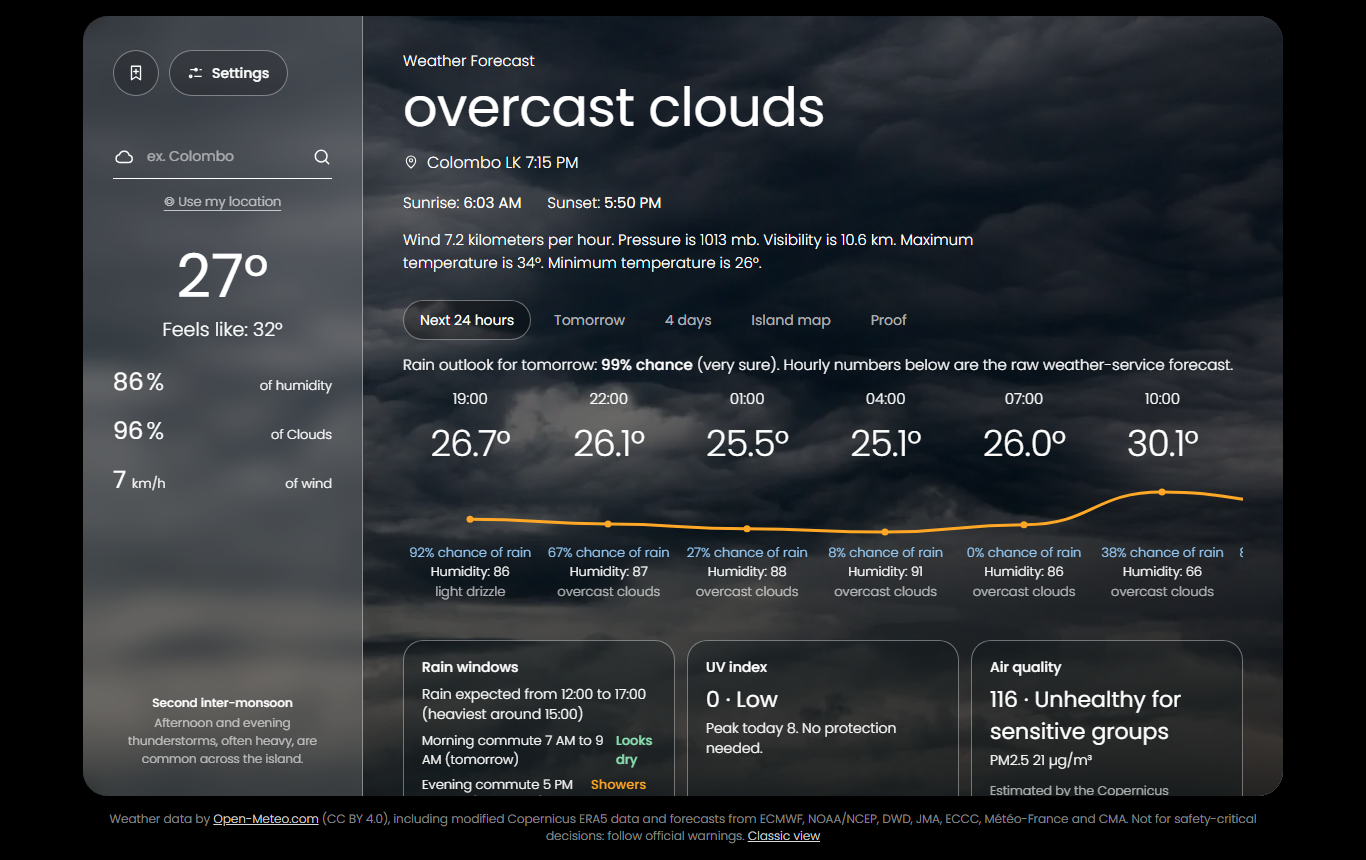 Settings
ex. Colombo
Use my location
27°
Feels like: 32°
86 % of humidity
96 % of Clouds
7 km/h of wind
Second inter-monsoon
Afternoon and evening
thunderstorms, often heavy, are
common across the island.
Weather Forecast
overcast clouds
Colombo LK 7:15 PM
Sunrise: 6:03 AM Sunset: 5:50 PM
Wind 7.2 kilometers per hour. Pressure is 1013 mb. Visibility is 10.6 km. Maximum
temperature is 34°. Minimum temperature is 26°.
Next 24 hours Tomorrow 4 days Island map Proof
Rain outlook for tomorrow: 99% chance (very sure). Hourly numbers below are the raw weather-service forecast.
19:00 22:00 01:00 04:00 07:00 10:00
26.7° 26.1° 25.5° 25.1° 26.0° 30.1°
92% chance of rain 67% chance of rain 27% chance of rain 8% chance of rain 0% chance of rain 38% chance of rain
Humidity: 86 Humidity: 87 Humidity: 88 Humidity: 91 Humidity: 86 Humidity: 66
light drizzle overcast clouds overcast clouds overcast clouds overcast clouds overcast clouds
Rain windows
Rain expected from 12:00 to 17:00
(heaviest around 15:00)
Morning commute 7 AM to 9 Looks
AM (tomorrow) dry
Evening commute 5 PM Showers
UV index
0 · Low
Peak today 8. No protection
needed.
Air quality
116 · Unhealthy for
sensitive groups
PM2.5 21 µg/m³
Estimated by the Copernicus
Weather data by Open-Meteo.com (CC BY 4.0), including modified Copernicus ERA5 data and forecasts from ECMWF, NOAA/NCEP, DWD, JMA, ECCC, Météo-France and CMA. Not for safety-critical
decisions: follow official warnings. Classic view